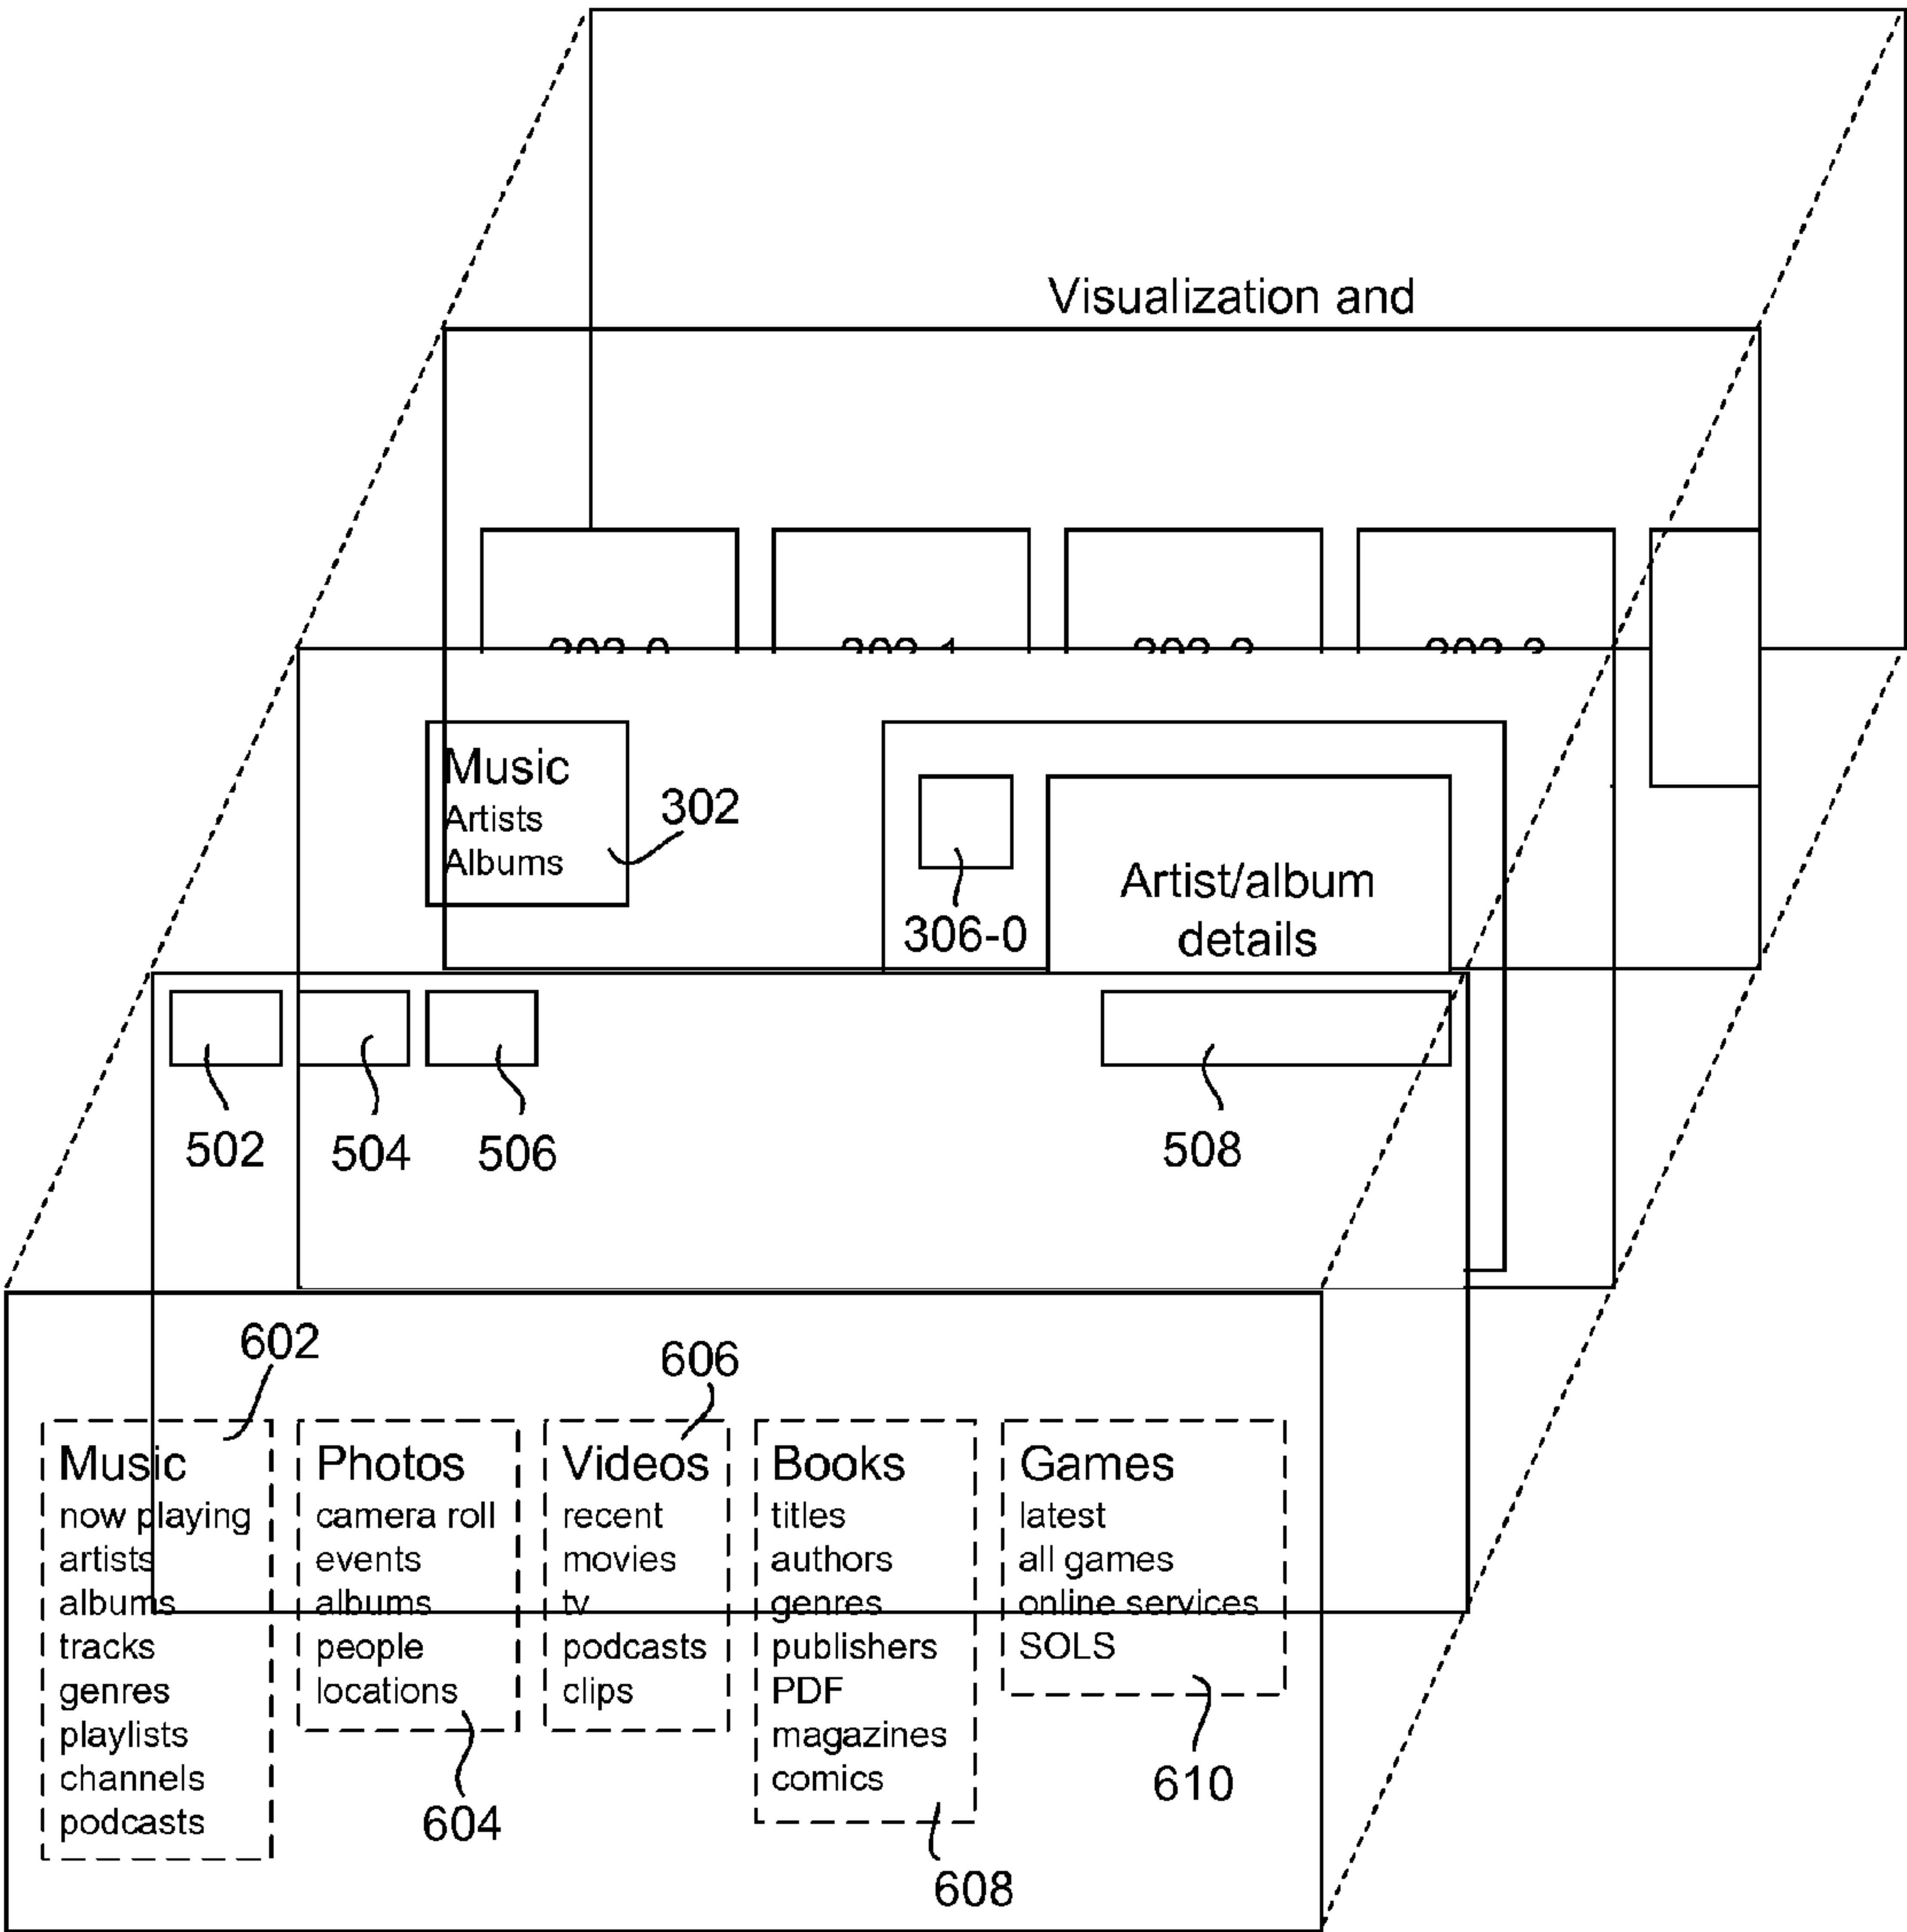 Visualization and
Music
Artists
Albums
302
306-0
Artist/album
details
502
504
506
508
602
606
Music
now playing
artists
albums
tracks
genres
playlists
channels
podcasts
Photos
camera roll
events
albums
people
locations
604
Videos
recent
movies
tv
podcasts
clips
Books
titles
authors
genres
publishers
PDF
magazines
comics
608
Games
latest
all games
online services
SOLS
610